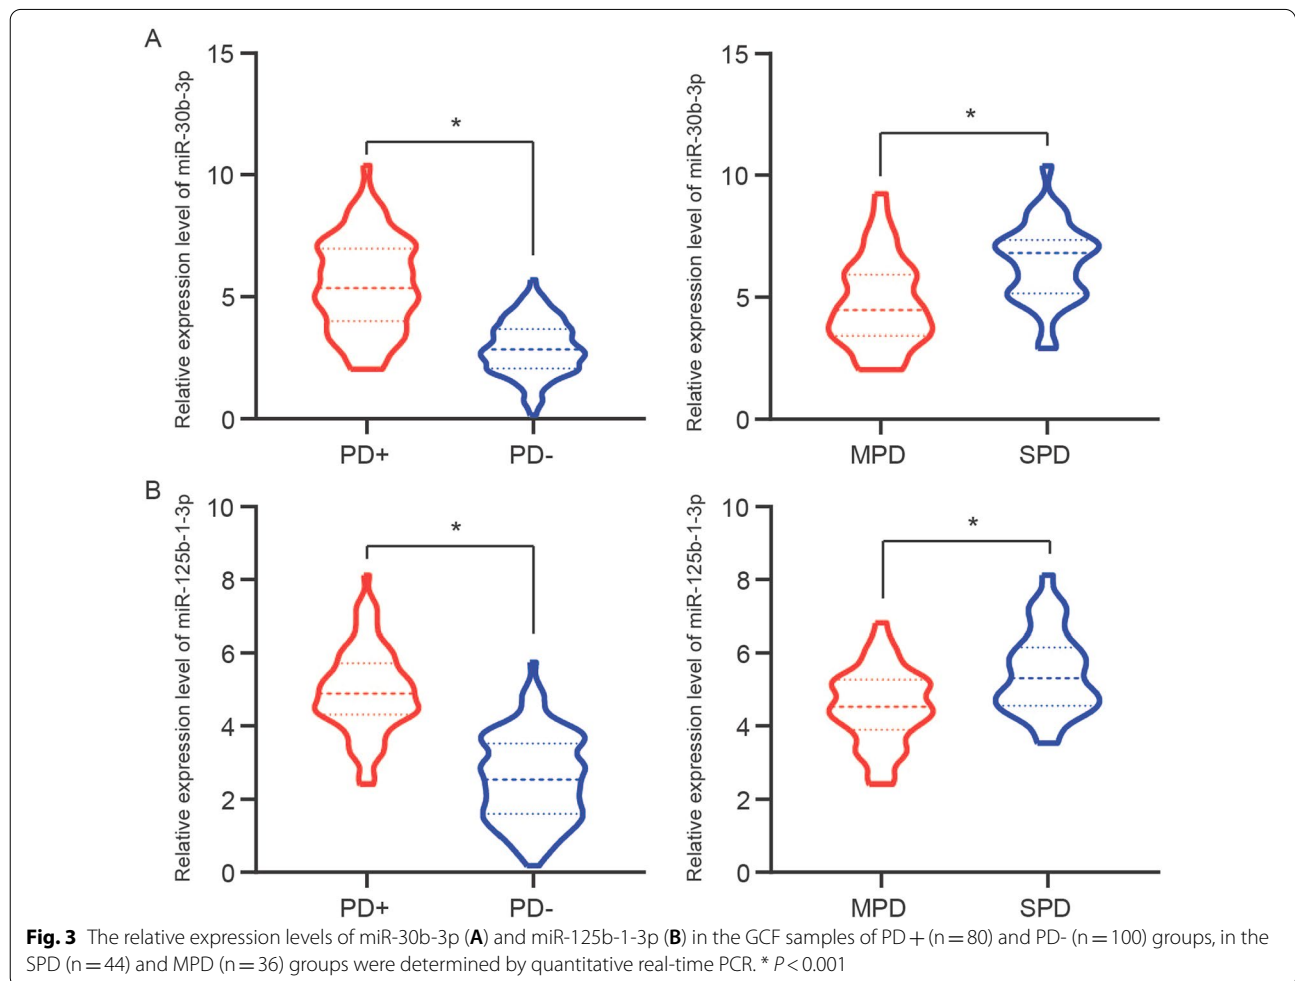 A
Relative expression level of miR-30b-3p
15
10
5
0
*
PD+ PD-
Relative expression level of miR-30b-3p
15
10
5
0
*
MPD SPD
B
Relative expression level of miR-125b-1-3p
10
8
6
4
2
0
*
PD+ PD-
Relative expression level of miR-125b-1-3p
10
8
6
4
2
0
*
MPD SPD
Fig. 3 The relative expression levels of miR-30b-3p (A) and miR-125b-1-3p (B) in the GCF samples of PD + (n = 80) and PD- (n = 100) groups, in the
SPD (n = 44) and MPD (n = 36) groups were determined by quantitative real-time PCR. * P < 0.001